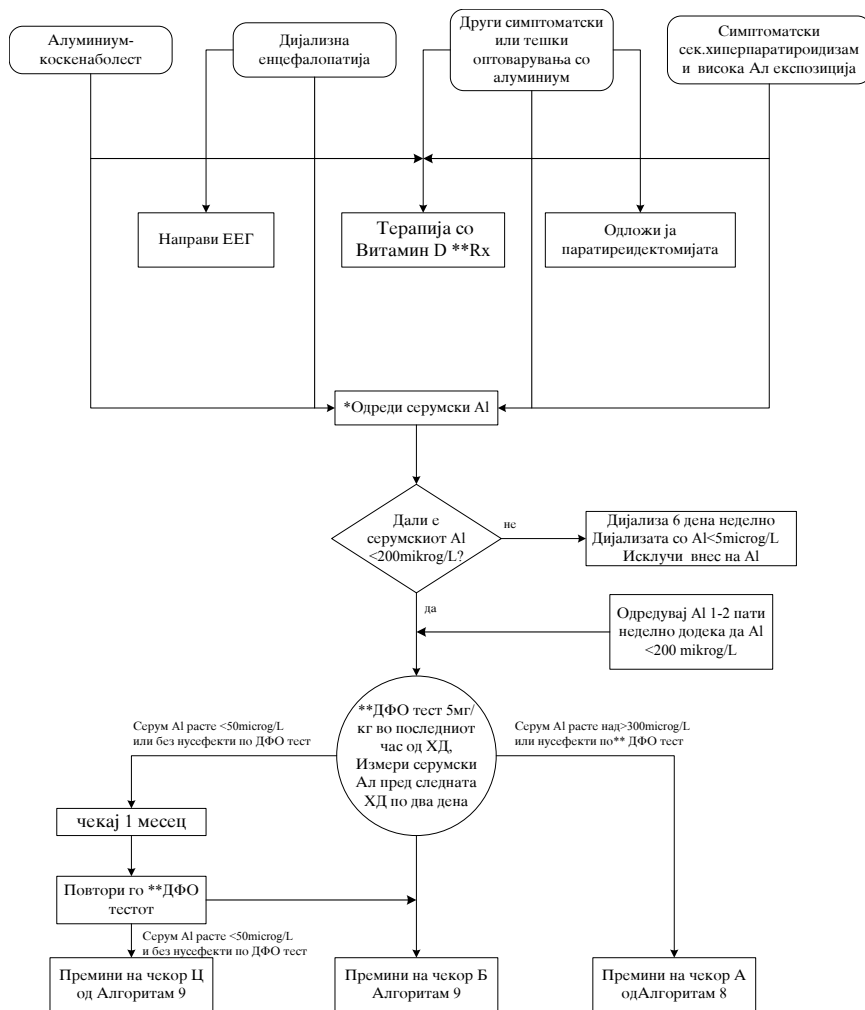 Алуминиум-
коскенаболест
Дијализна
енцефалопатија
Други симптоматски
или тешки
оптоварувања со
алуминиум
Симптоматски
сек.хиперпаратироидизам
и висока Ал експозиција
Направи ЕЕГ
Терапија со
Витамин D **Rx
Одложи ја
паратиреидектомијата
*Одреди серумски Al
Дали е
серумскиот Al
<200mikrog/L?
не
Дијализа 6 дена неделно
Дијализата со Al<5microg/L
Исклучи внес на Al
да
Одредувај Al 1-2 пати
неделно додека да Al
<200 mikrog/L
**ДФО тест 5мг/
кг во последниот
час од ХД,
Измери серумски
Ал пред следната
ХД по два дена
Серум Al расте <50microg/L
или без нусефекти по ДФО тест
Серум Al расте над>300microg/L
или нусефекти по** ДФО тест
чекај 1 месец
Повтори го **ДФО
тестот
Серум Al расте <50microg/L
и без нусефекти по ДФО тест
Премини на чекор Ц
од Алгоритам 9
Премини на чекор Б
Алгоритам 9
Премини на чекор А
одАлгоритам 8